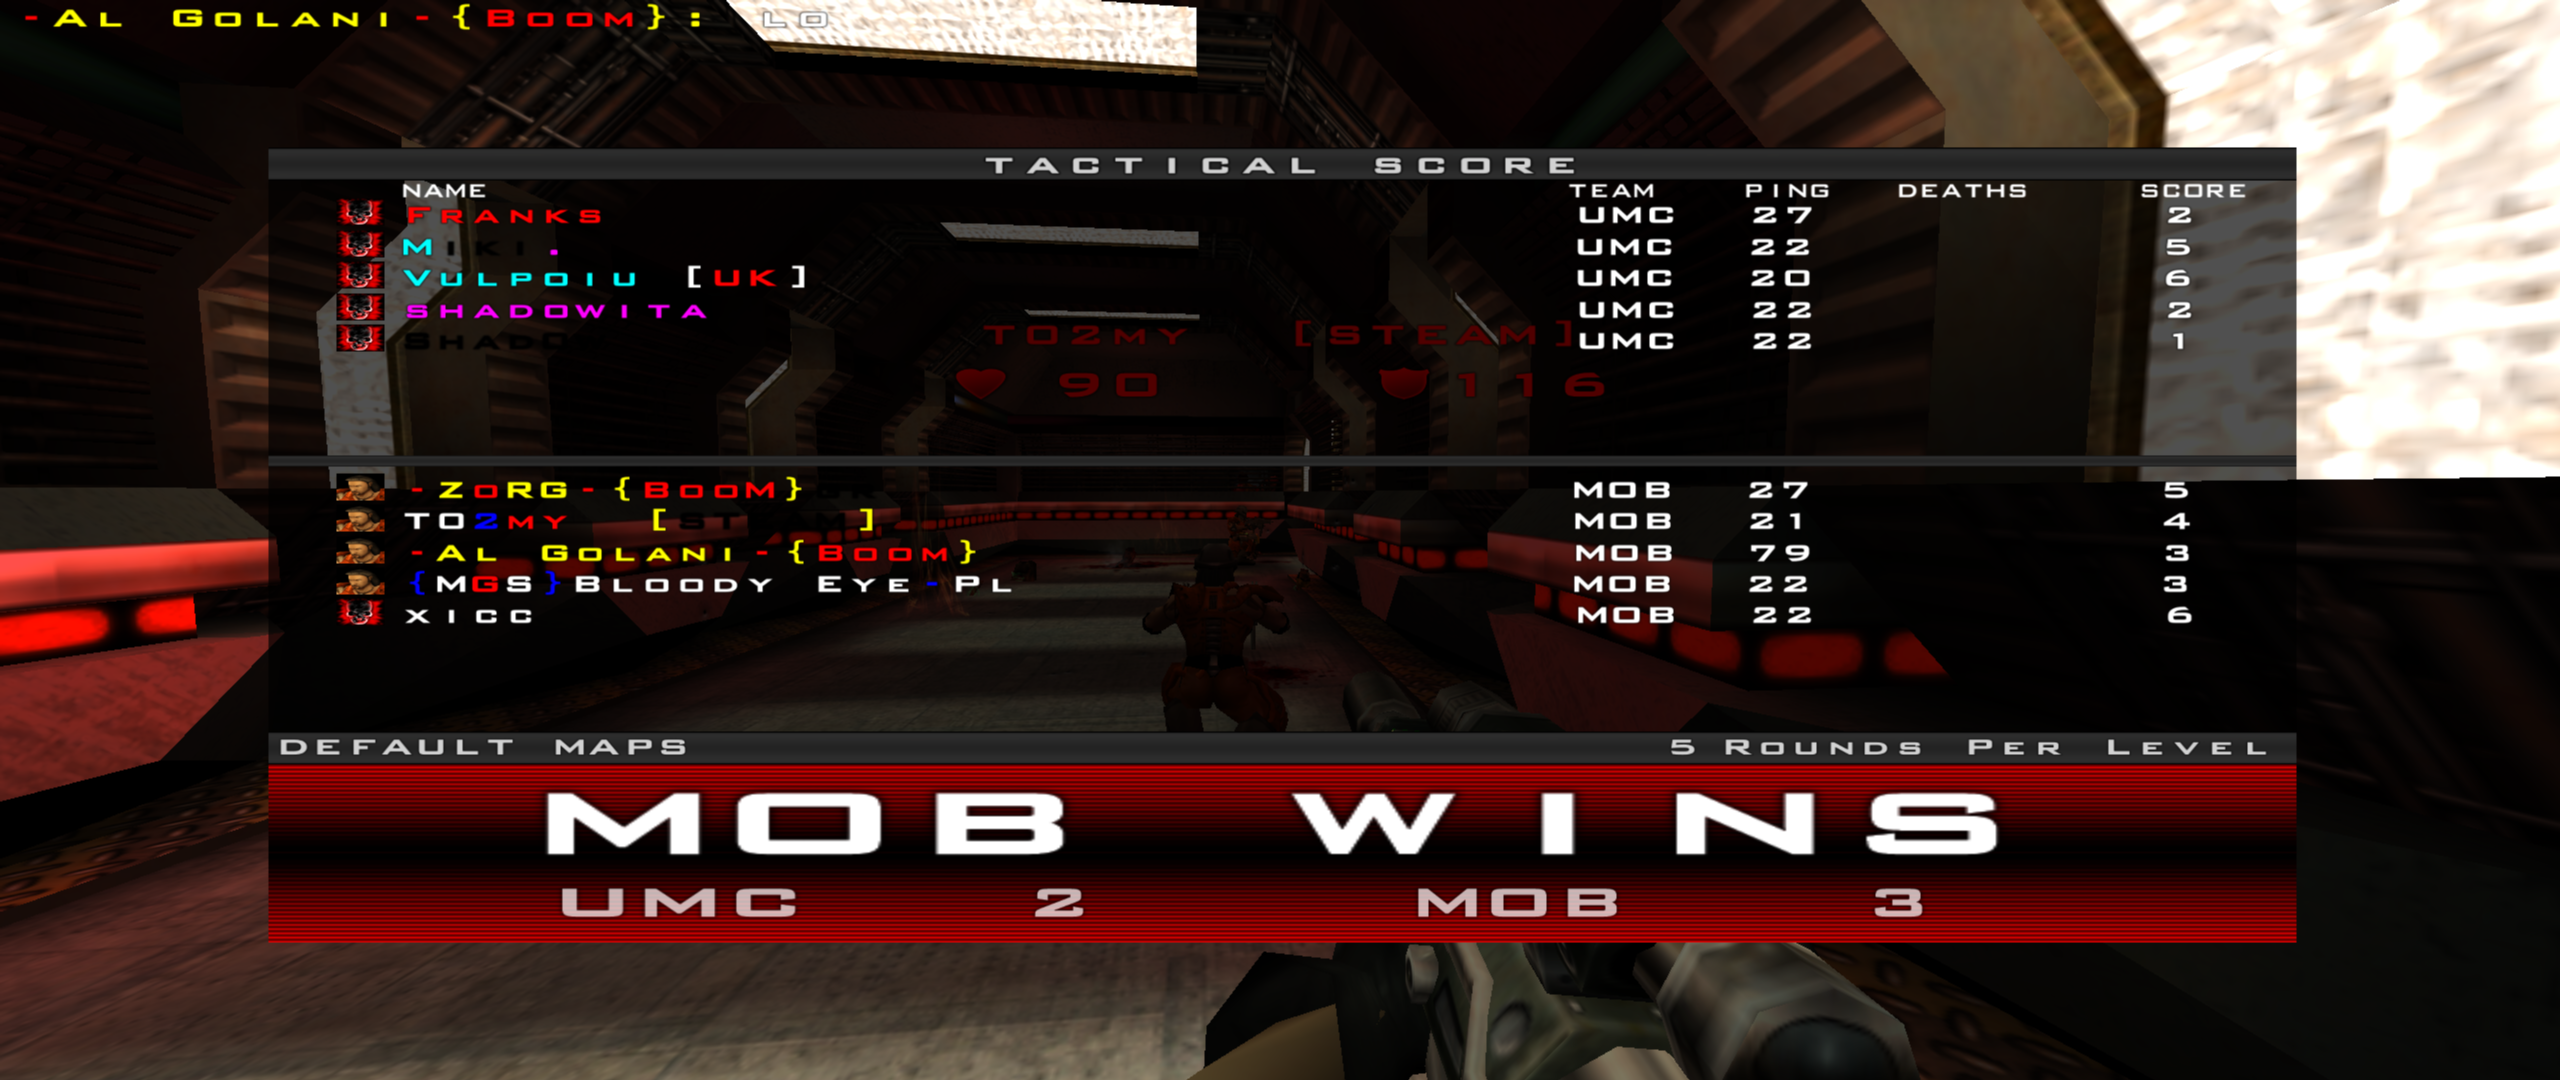 -Al Golani-{Boom}: LO
TACTICAL SCORE
NAME TEAM PING DEATHS SCORE
Franks UMC 27 2
Miki. UMC 22 5
Vulpoiu [UK] UMC 20 6
SHADOWITA UMC 22 2
UMC 22 1
TO2MY [STEAM]
90 116
-ZoRG-{BooM} MOB 27 5
TO2MY [STEAM] MOB 21 4
-Al Golani-{Boom} MOB 79 3
{MGS}Bloody Eye-Pl MOB 22 3
xicc MOB 22 6
DEFAULT MAPS 5 Rounds Per Level
MOB WINS
UMC 2 MOB 3